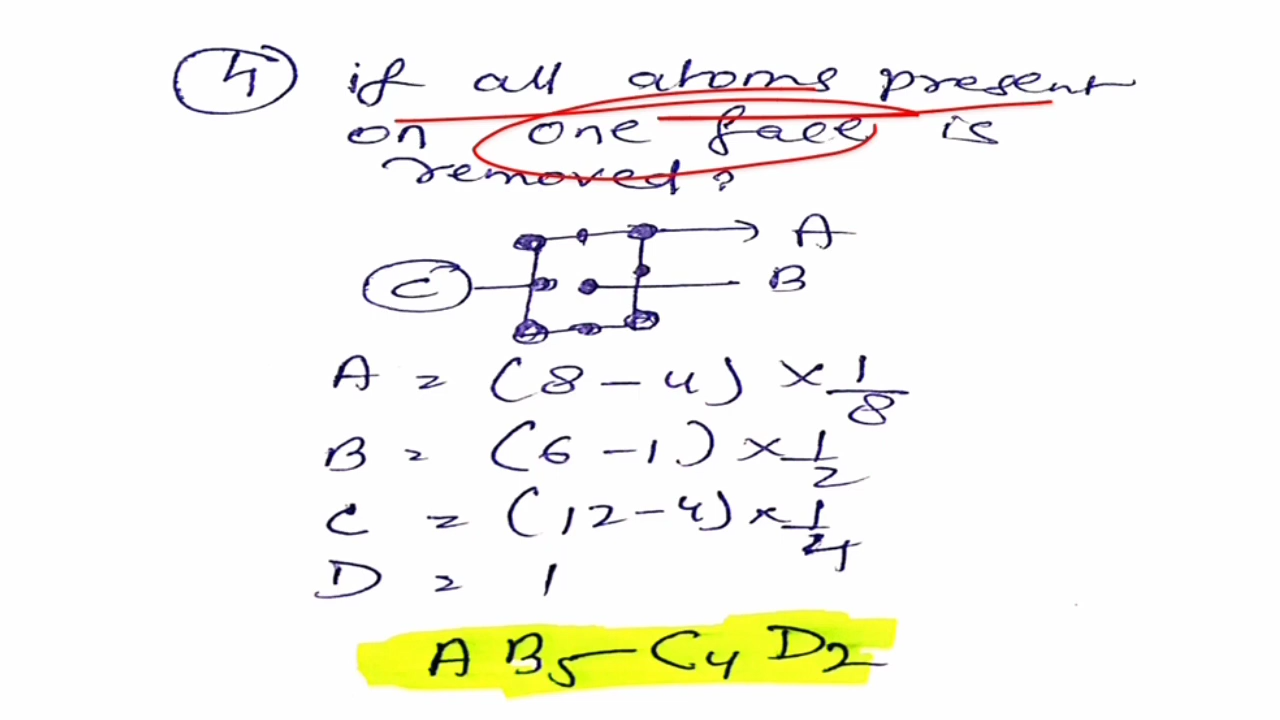 4 if all atoms present
on one face is
removed?
A
C B
A = (8 - 4) × 1/8
B = (6 - 1) × 1/2
C = (12 - 4) × 1/4
D = 1
A B5 C4 D2